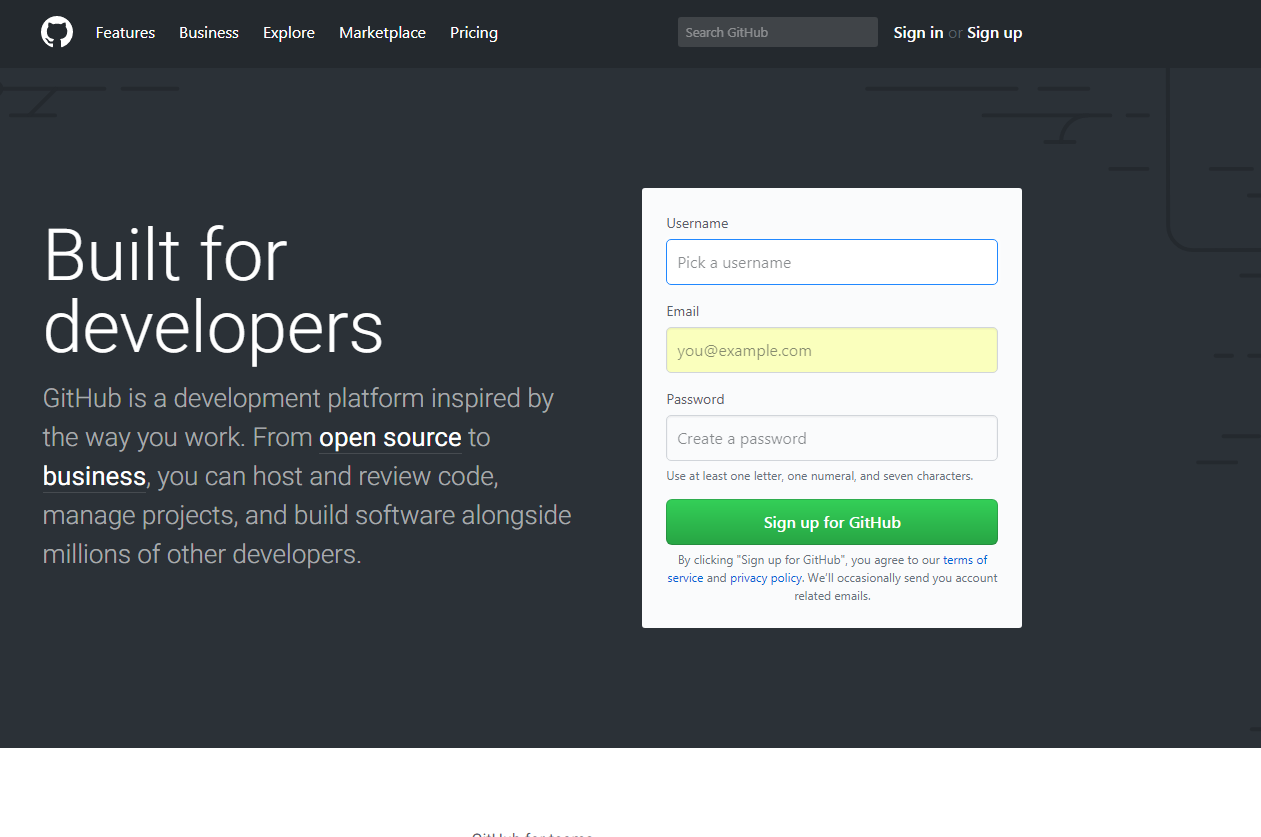 Features Business Explore Marketplace Pricing Search GitHub Sign in or Sign up
Built for
developers
GitHub is a development platform inspired by
the way you work. From open source to
business, you can host and review code,
manage projects, and build software alongside
millions of other developers.
Username
Pick a username
Email
you@example.com
Password
Create a password
Use at least one letter, one numeral, and seven characters.
Sign up for GitHub
By clicking "Sign up for GitHub", you agree to our terms of
service and privacy policy. We'll occasionally send you account
related emails.
GitHub for teams